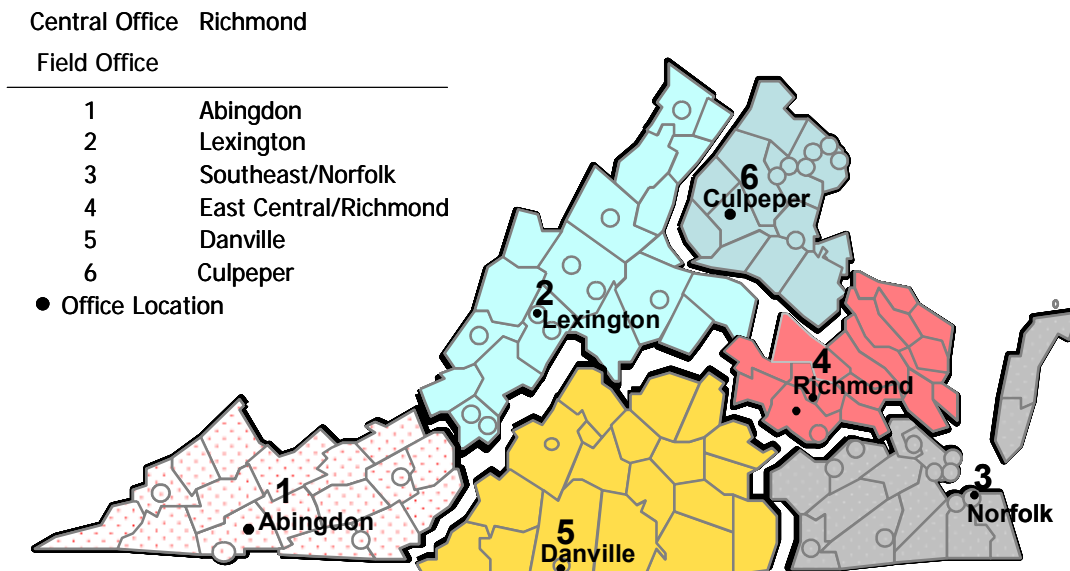 Central Office Richmond
Field Office
1 Abingdon
2 Lexington
3 Southeast/Norfolk
4 East Central/Richmond
5 Danville
6 Culpeper
● Office Location
6
Culpeper
2
Lexington
4
Richmond
3
Norfolk
1
Abingdon
5
Danville